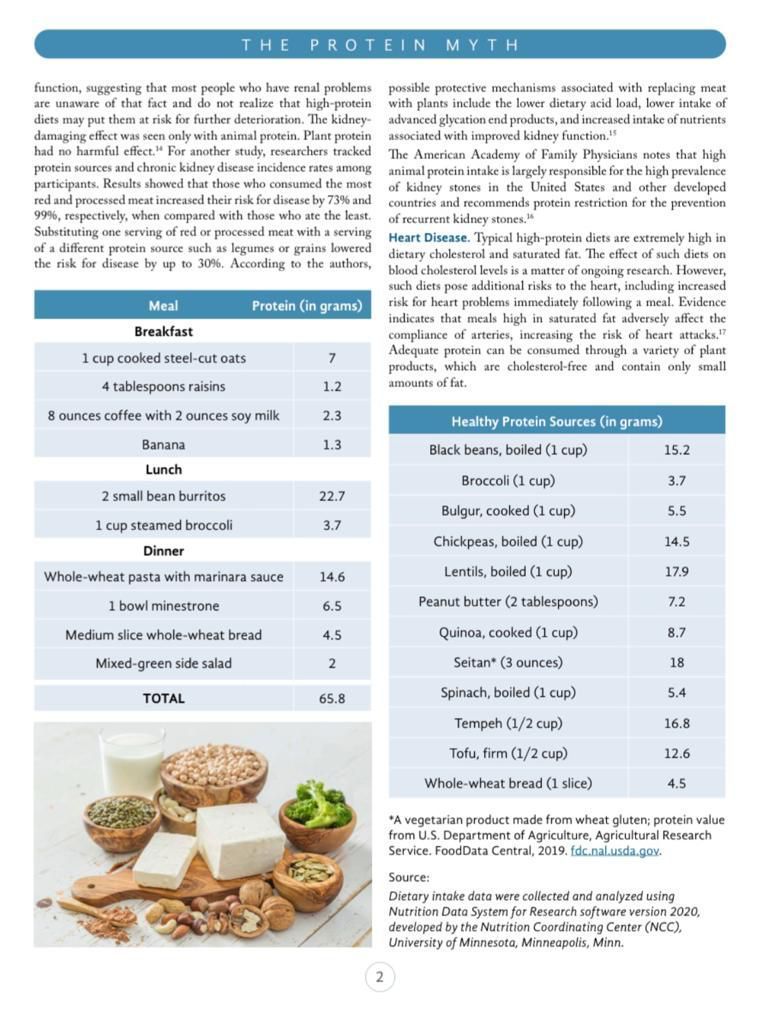 THE PROTEIN MYTH
function, suggesting that most people who have renal problems
are unaware of that fact and do not realize that high-protein
diets may put them at risk for further deterioration. The kidney-
damaging effect was seen only with animal protein. Plant protein
had no harmful effect.¹⁴ For another study, researchers tracked
protein sources and chronic kidney disease incidence rates among
participants. Results showed that those who consumed the most
red and processed meat increased their risk for disease by 73% and
99%, respectively, when compared with those who ate the least.
Substituting one serving of red or processed meat with a serving
of a different protein source such as legumes or grains lowered
the risk for disease by up to 30%. According to the authors,
Meal Protein (in grams)
Breakfast
1 cup cooked steel-cut oats 7
4 tablespoons raisins 1.2
8 ounces coffee with 2 ounces soy milk 2.3
Banana 1.3
Lunch
2 small bean burritos 22.7
1 cup steamed broccoli 3.7
Dinner
Whole-wheat pasta with marinara sauce 14.6
1 bowl minestrone 6.5
Medium slice whole-wheat bread 4.5
Mixed-green side salad 2
TOTAL 65.8
possible protective mechanisms associated with replacing meat
with plants include the lower dietary acid load, lower intake of
advanced glycation end products, and increased intake of nutrients
associated with improved kidney function.¹⁵
The American Academy of Family Physicians notes that high
animal protein intake is largely responsible for the high prevalence
of kidney stones in the United States and other developed
countries and recommends protein restriction for the prevention
of recurrent kidney stones.¹⁶
Heart Disease. Typical high-protein diets are extremely high in
dietary cholesterol and saturated fat. The effect of such diets on
blood cholesterol levels is a matter of ongoing research. However,
such diets pose additional risks to the heart, including increased
risk for heart problems immediately following a meal. Evidence
indicates that meals high in saturated fat adversely affect the
compliance of arteries, increasing the risk of heart attacks.¹⁷
Adequate protein can be consumed through a variety of plant
products, which are cholesterol-free and contain only small
amounts of fat.
Healthy Protein Sources (in grams)
Black beans, boiled (1 cup) 15.2
Broccoli (1 cup) 3.7
Bulgur, cooked (1 cup) 5.5
Chickpeas, boiled (1 cup) 14.5
Lentils, boiled (1 cup) 17.9
Peanut butter (2 tablespoons) 7.2
Quinoa, cooked (1 cup) 8.7
Seitan* (3 ounces) 18
Spinach, boiled (1 cup) 5.4
Tempeh (1/2 cup) 16.8
Tofu, firm (1/2 cup) 12.6
Whole-wheat bread (1 slice) 4.5
*A vegetarian product made from wheat gluten; protein value
from U.S. Department of Agriculture, Agricultural Research
Service. FoodData Central, 2019. fdc.nal.usda.gov.
Source:
Dietary intake data were collected and analyzed using
Nutrition Data System for Research software version 2020,
developed by the Nutrition Coordinating Center (NCC),
University of Minnesota, Minneapolis, Minn.
2